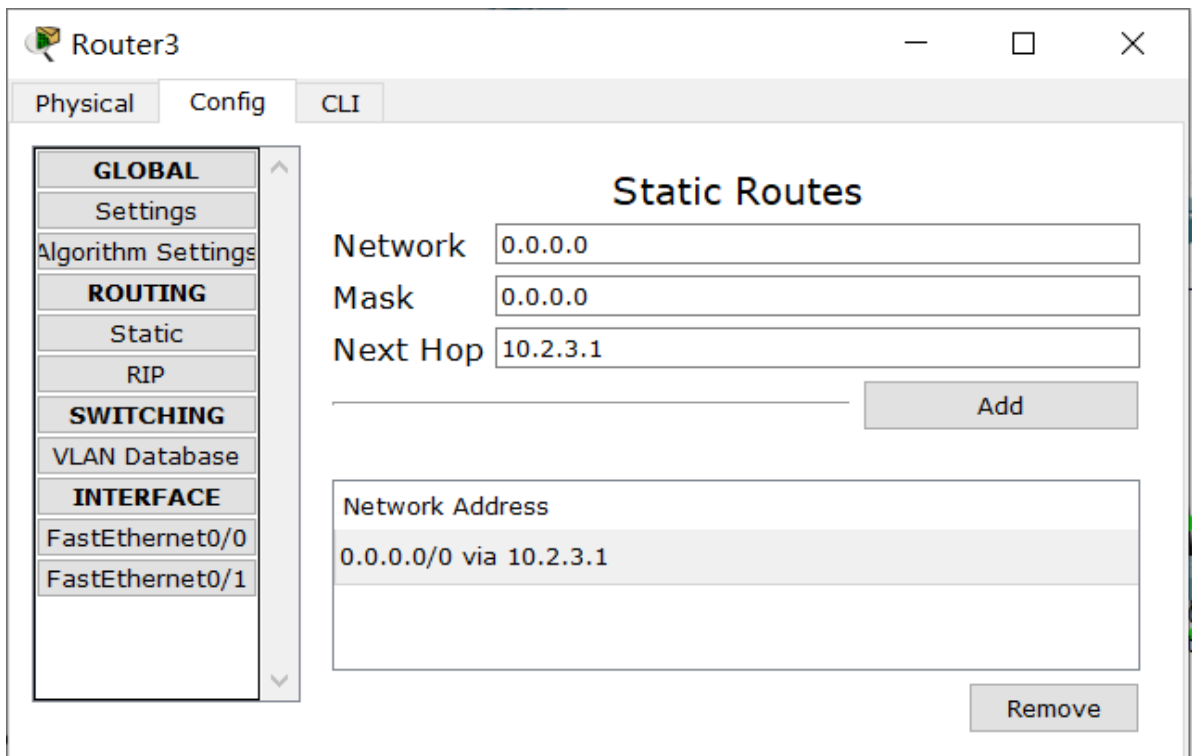 Router3
Physical
Config
CLI
GLOBAL
Settings
Algorithm Settings
ROUTING
Static
RIP
SWITCHING
VLAN Database
INTERFACE
FastEthernet0/0
FastEthernet0/1
Static Routes
Network 0.0.0.0
Mask 0.0.0.0
Next Hop 10.2.3.1
Add
Network Address
0.0.0.0/0 via 10.2.3.1
Remove